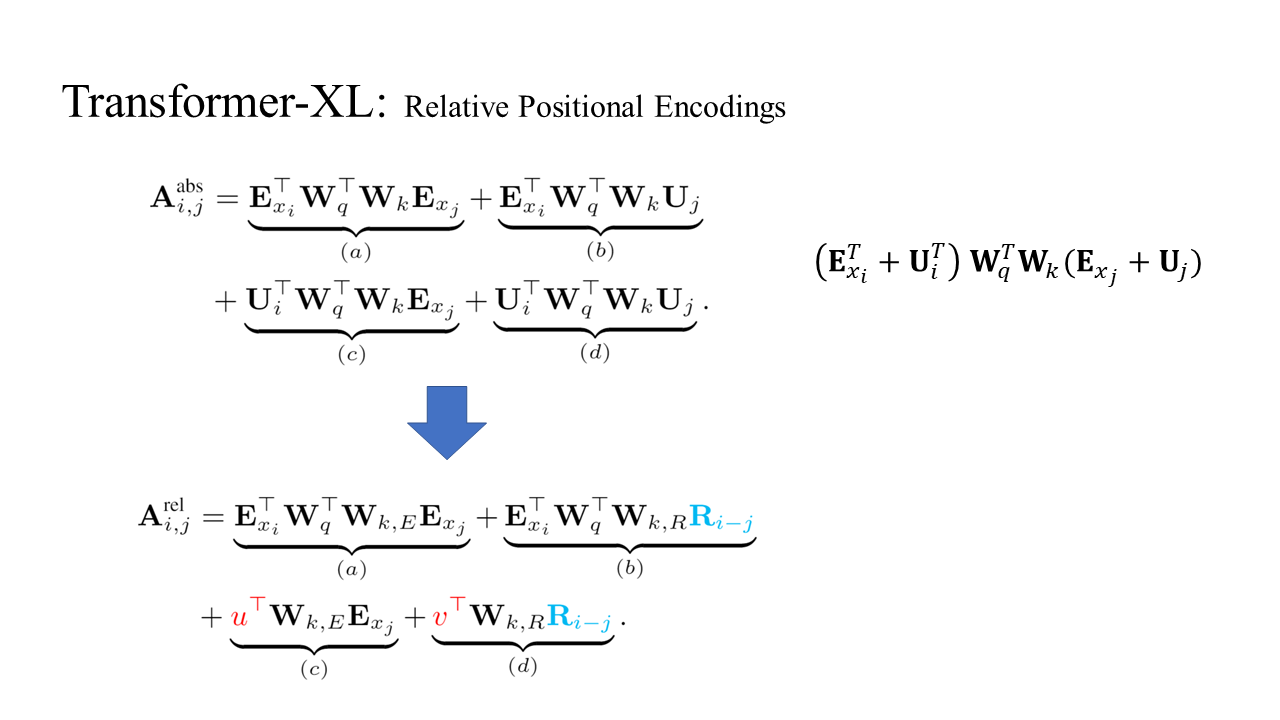 Transformer-XL: Relative Positional Encodings
$\mathbf{A}_{i,j}^{\text{abs}} = \underbrace{\mathbf{E}_{x_i}^{\top} \mathbf{W}_q^{\top} \mathbf{W}_k \mathbf{E}_{x_j}}_{(a)} + \underbrace{\mathbf{E}_{x_i}^{\top} \mathbf{W}_q^{\top} \mathbf{W}_k \mathbf{U}_j}_{(b)}$
$+ \underbrace{\mathbf{U}_i^{\top} \mathbf{W}_q^{\top} \mathbf{W}_k \mathbf{E}_{x_j}}_{(c)} + \underbrace{\mathbf{U}_i^{\top} \mathbf{W}_q^{\top} \mathbf{W}_k \mathbf{U}_j}_{(d)}.$
$\left(\mathbf{E}_{x_i}^{T} + \mathbf{U}_i^{T}\right) \mathbf{W}_q^{T} \mathbf{W}_k (\mathbf{E}_{x_j} + \mathbf{U}_j)$
$\mathbf{A}_{i,j}^{\text{rel}} = \underbrace{\mathbf{E}_{x_i}^{\top} \mathbf{W}_q^{\top} \mathbf{W}_{k,E} \mathbf{E}_{x_j}}_{(a)} + \underbrace{\mathbf{E}_{x_i}^{\top} \mathbf{W}_q^{\top} \mathbf{W}_{k,R} \mathbf{R}_{i-j}}_{(b)}$
$+ \underbrace{u^{\top} \mathbf{W}_{k,E} \mathbf{E}_{x_j}}_{(c)} + \underbrace{v^{\top} \mathbf{W}_{k,R} \mathbf{R}_{i-j}}_{(d)}.$